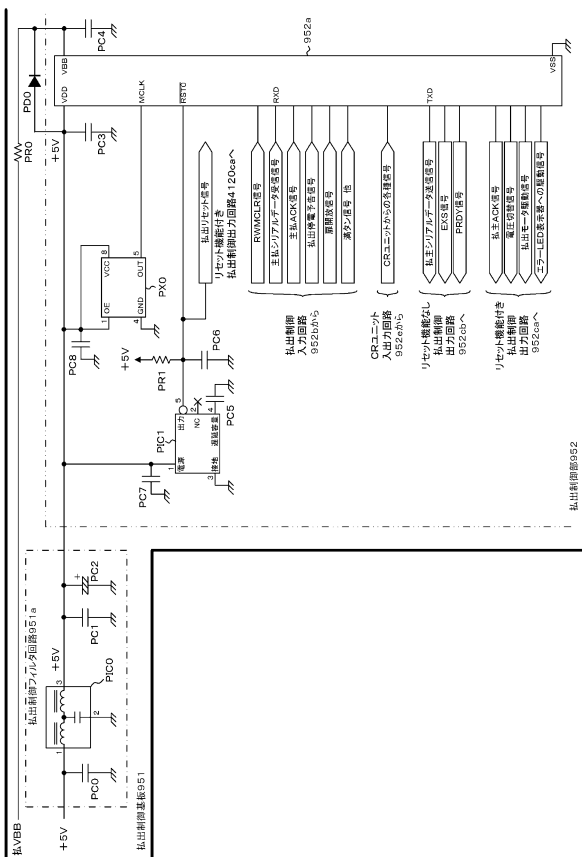 払VBB
+5V
払出制御基板951
払出制御フィルタ回路951a
PC0
1
2
3
PIC0
+5V
PC1
+
PC2
払出制御部952
PC7
PIC1
1
電源
3
接地
出力
5
NC
2
遅延容量
4
PC5
PR1
+5V
PC6
PC8
1
OE
VCC
8
4
GND
OUT
5
PX0
PR0
PD0
+5V
PC3
PC4
VDD
VBB
MCLK
RST0
RXD
TXD
VSS
952a
払出リセット信号
リセット機能付き
払出制御出力回路4120caへ
RWMCLR信号
主払シリアルデータ受信信号
主払ACK信号
払出停電予告信号
扉開放信号
満タン信号 他
払出制御
入力回路
952bから
CRユニットからの各種信号
CRユニット
入出力回路
952eから
払主シリアルデータ送信信号
EXS信号
PRDY信号
リセット機能なし
払出制御
出力回路
952cbへ
払主ACK信号
電圧切替信号
払出モータ駆動信号
エラーLED表示器への駆動信号
リセット機能付き
払出制御
出力回路
952caへ